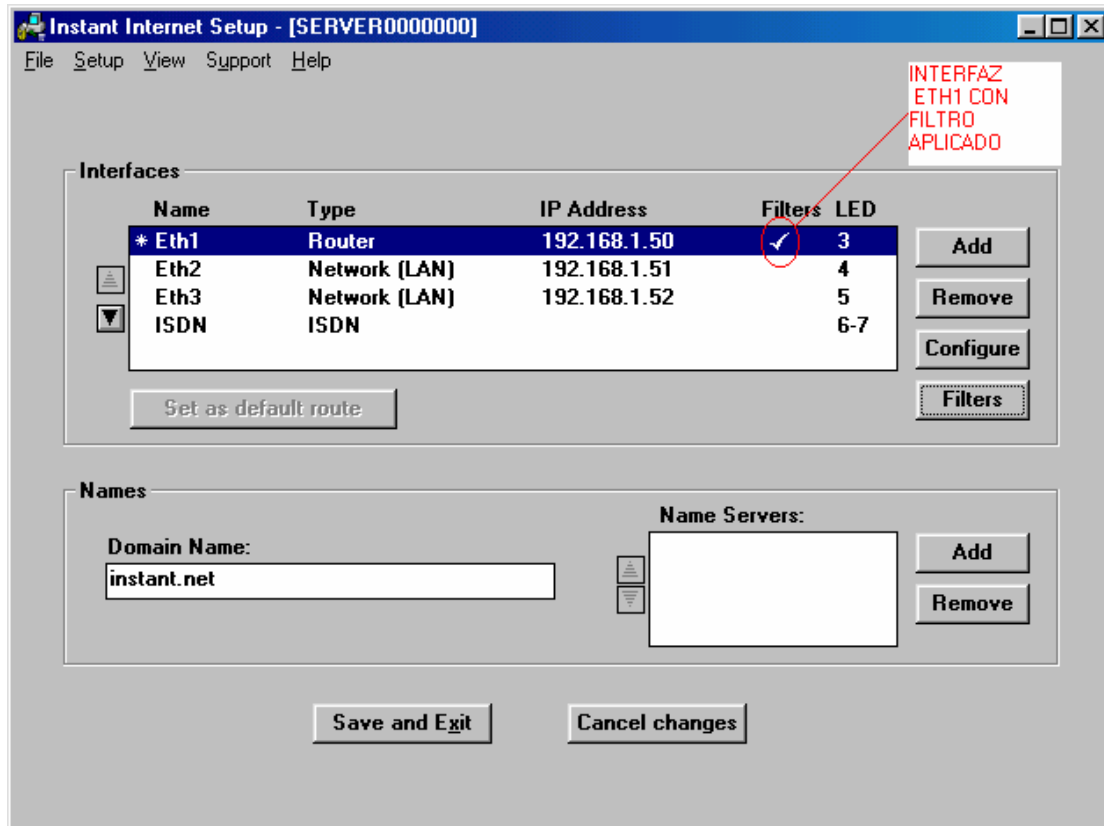 Instant Internet Setup - [SERVER0000000]
File Setup View Support Help
INTERFAZ
ETH1 CON
FILTRO
APLICADO
Interfaces
Name Type IP Address Filters LED
* Eth1 Router 192.168.1.50 ✓ 3
Eth2 Network (LAN) 192.168.1.51 4
Eth3 Network (LAN) 192.168.1.52 5
ISDN ISDN 6-7
Add
Remove
Configure
Filters
Set as default route
Names
Domain Name:
instant.net
Name Servers:
Add
Remove
Save and Exit Cancel changes